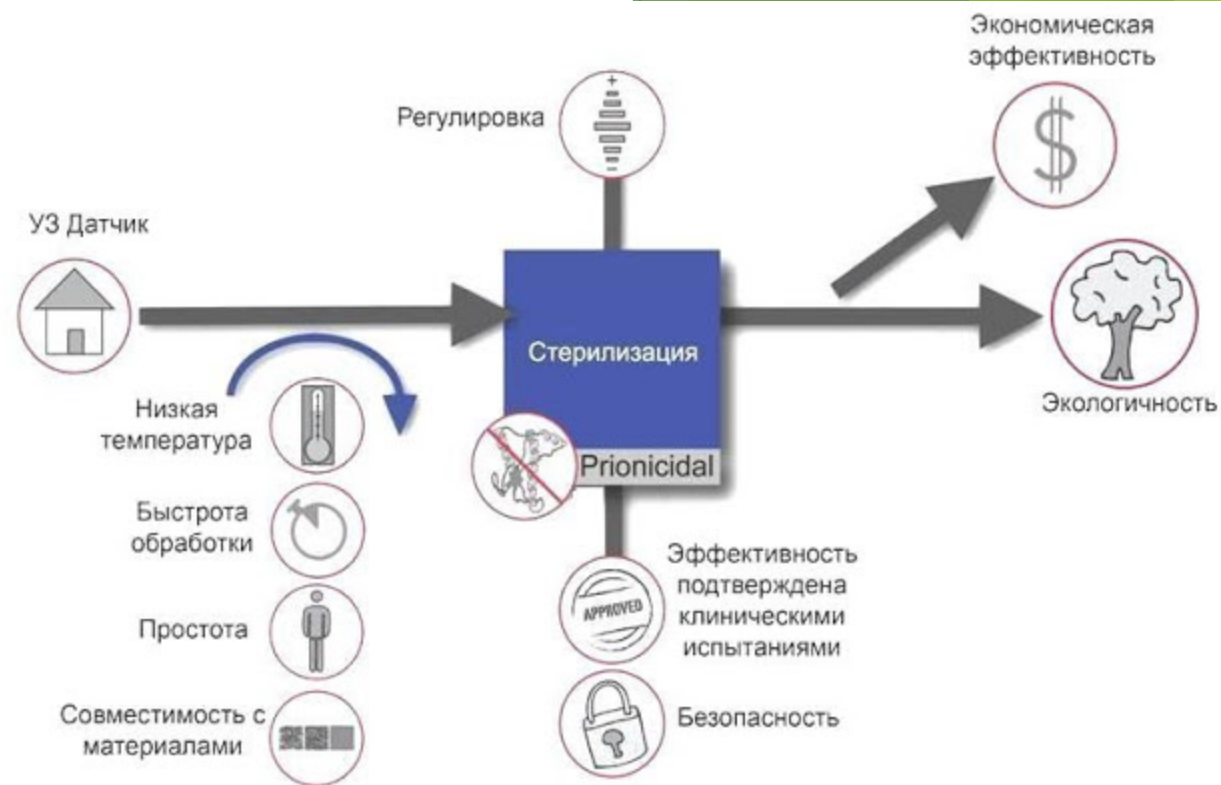 Экономическая
эффективность
Регулировка
УЗ Датчик
Стерилизация
Экологичность
Низкая
температура
Prionicidal
Быстрота
обработки
Эффективность
подтверждена
клиническими
испытаниями
APPROVED
Простота
Совместимость с
материалами
Безопасность